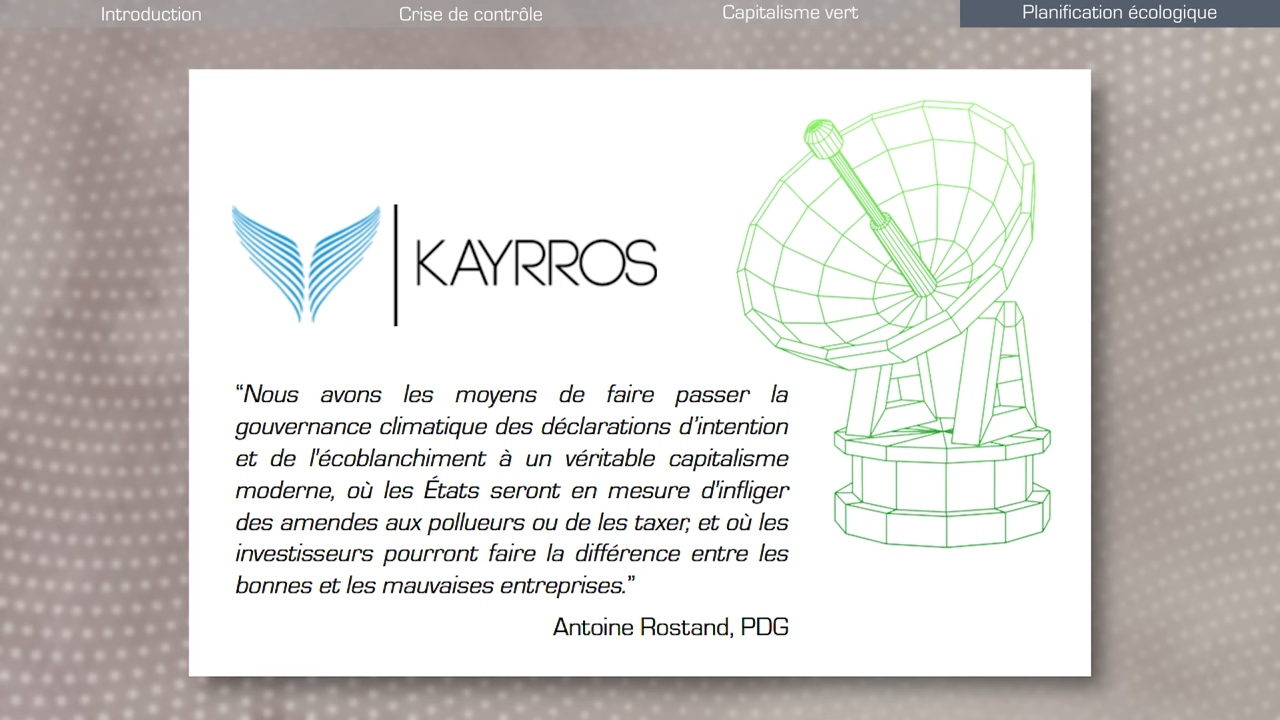 Introduction
Crise de contrôle
Capitalisme vert
Planification écologique
KAYRROS
“Nous avons les moyens de faire passer la
gouvernance climatique des déclarations d'intention
et de l'écoblanchiment à un véritable capitalisme
moderne, où les États seront en mesure d'infliger
des amendes aux pollueurs ou de les taxer, et où les
investisseurs pourront faire la différence entre les
bonnes et les mauvaises entreprises.”
Antoine Rostand, PDG